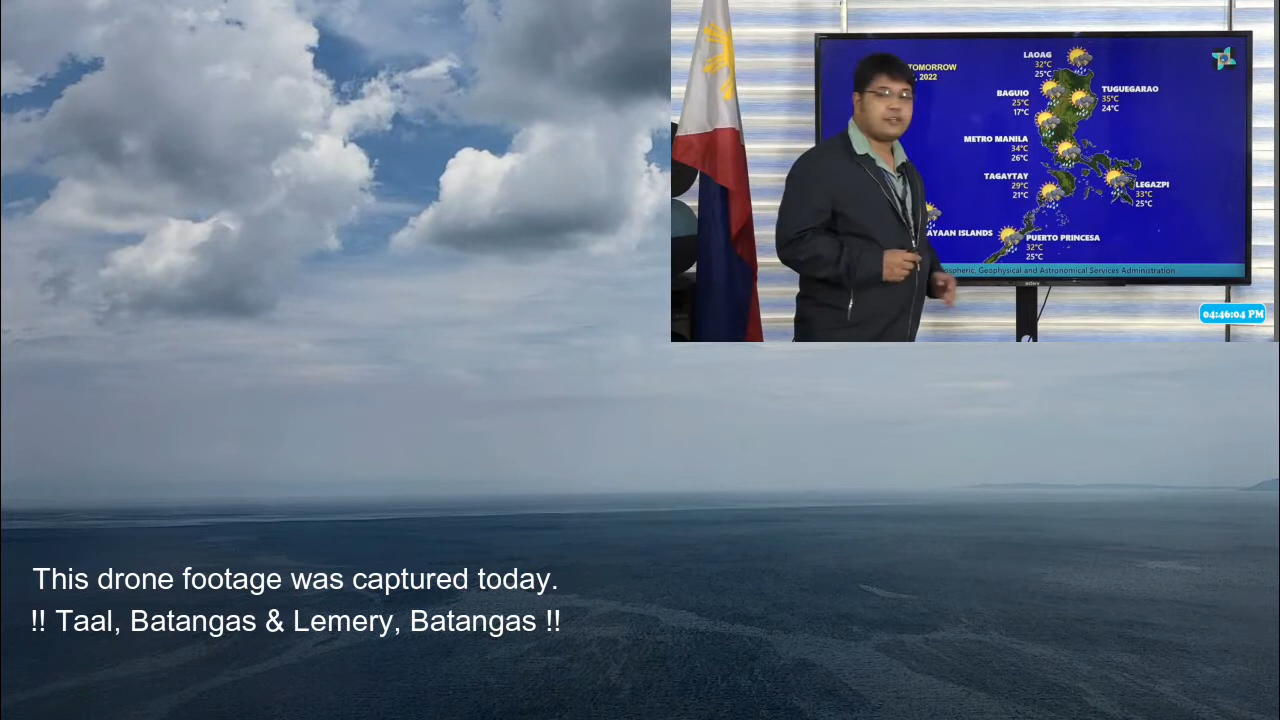 TOMORROW
, 2022
LAOAG
32°C
25°C
BAGUIO
25°C
17°C
TUGUEGARAO
35°C
24°C
METRO MANILA
34°C
26°C
TAGAYTAY
29°C
21°C
LEGAZPI
33°C
25°C
AYAAN ISLANDS
PUERTO PRINCESA
32°C
25°C
ospheric, Geophysical and Astronomical Services Administration
SONY
04:46:04 PM
This drone footage was captured today.
!! Taal, Batangas & Lemery, Batangas !!